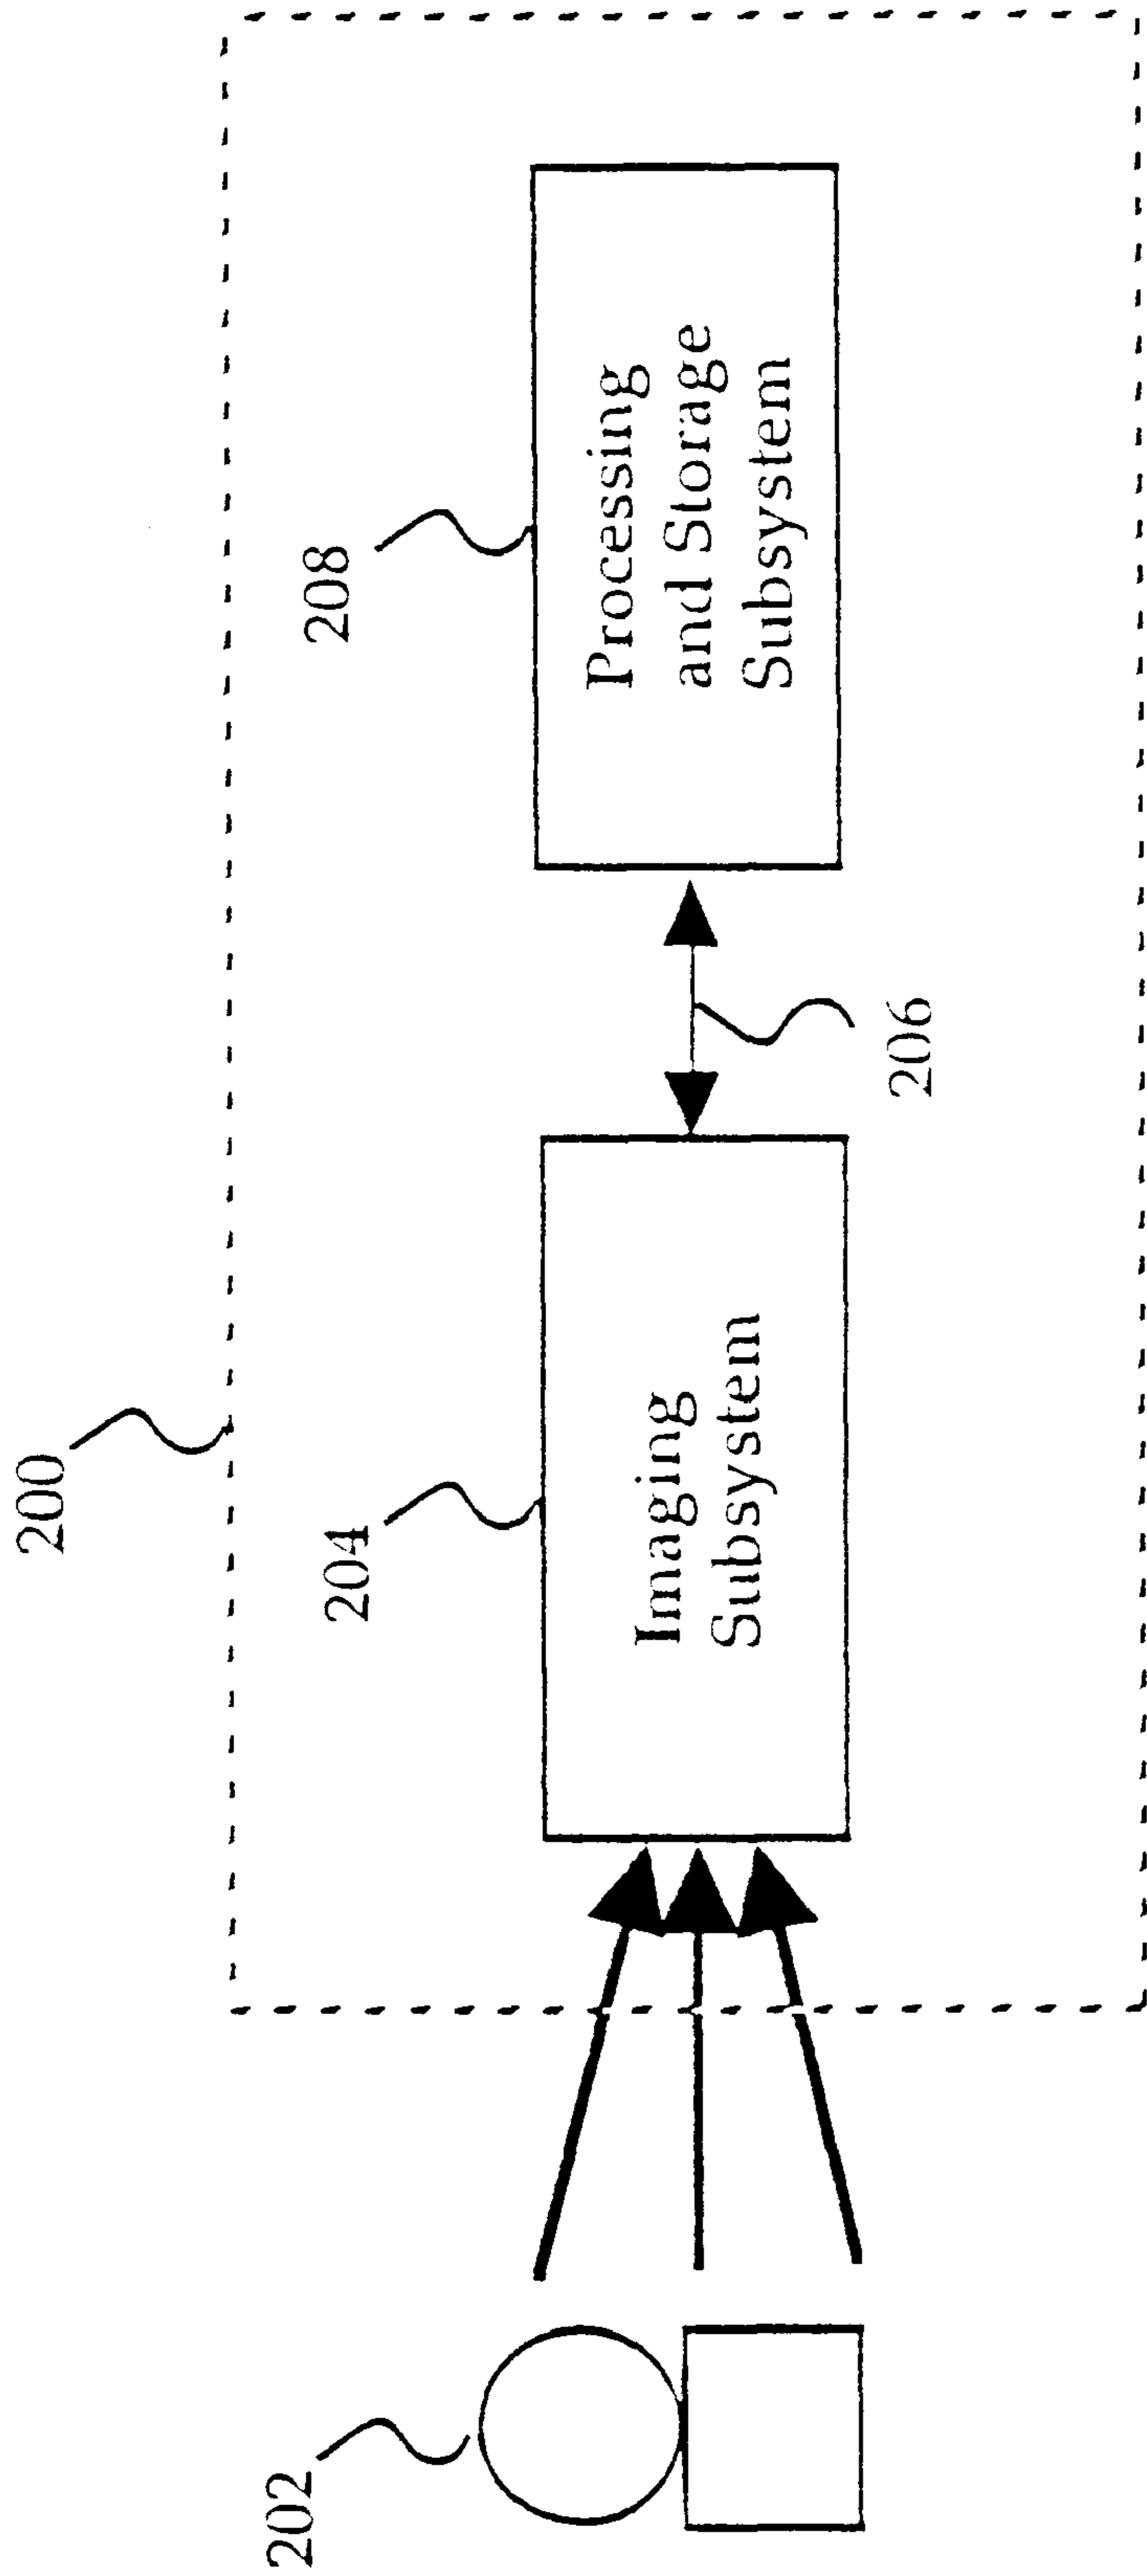 200
202
204
Imaging
Subsystem
206
208
Processing
and Storage
Subsystem